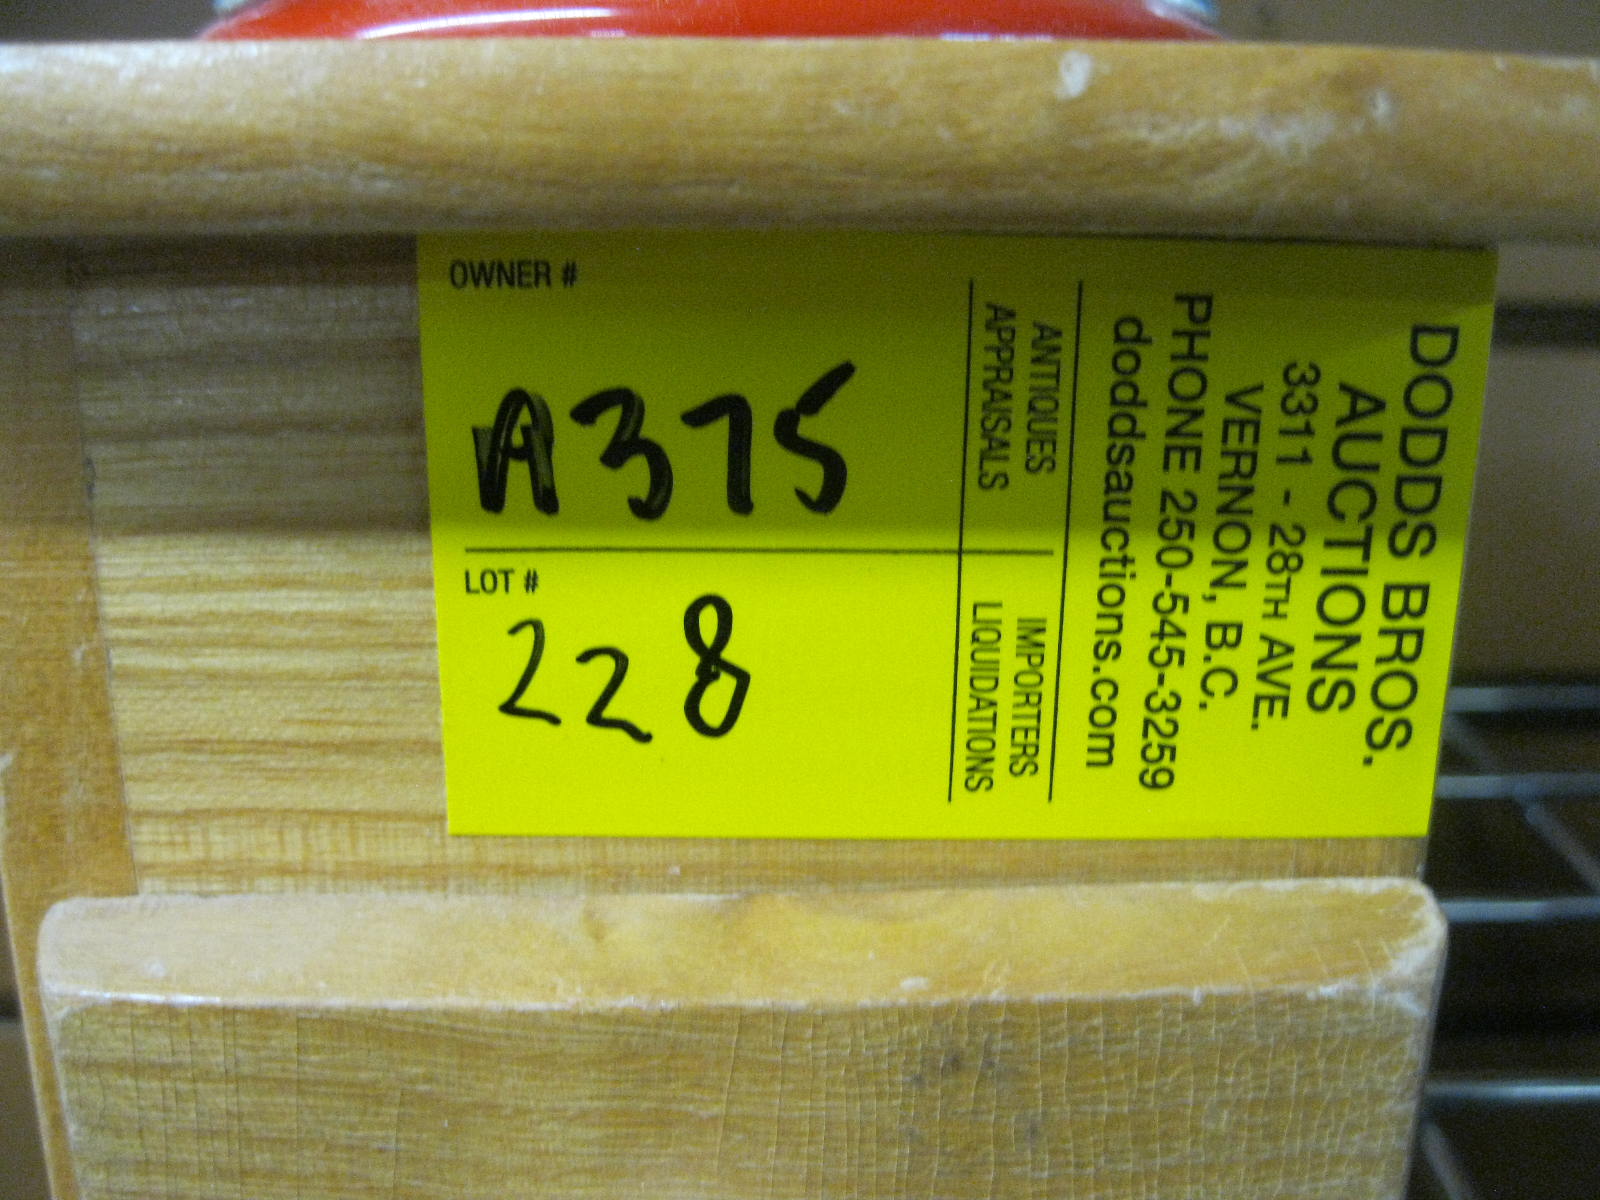 OWNER #
A375
LOT #
228
DODDS BROS.
AUCTIONS
3311 - 28TH AVE.
VERNON, B.C.
PHONE 250-545-3259
doddsauctions.com
ANTIQUES IMPORTERS
APPRAISALS LIQUIDATIONS